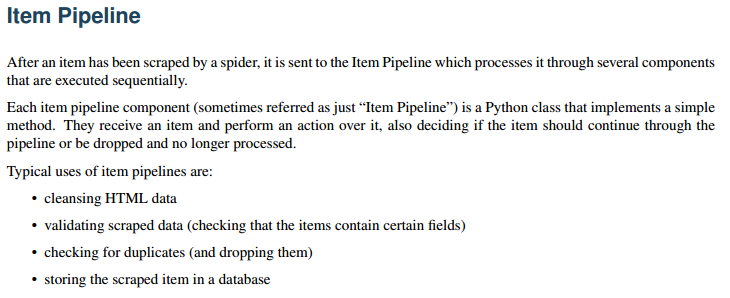 Item Pipeline
After an item has been scraped by a spider, it is sent to the Item Pipeline which processes it through several components
that are executed sequentially.
Each item pipeline component (sometimes referred as just “Item Pipeline”) is a Python class that implements a simple
method. They receive an item and perform an action over it, also deciding if the item should continue through the
pipeline or be dropped and no longer processed.
Typical uses of item pipelines are:
• cleansing HTML data
• validating scraped data (checking that the items contain certain fields)
• checking for duplicates (and dropping them)
• storing the scraped item in a database